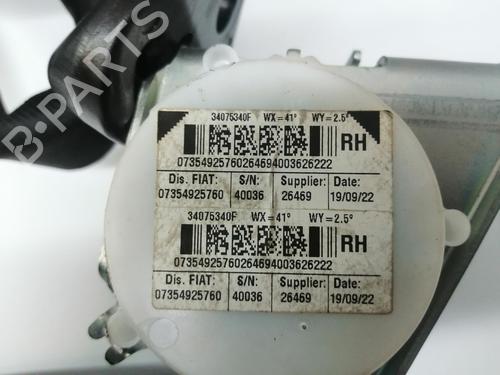 B-PARTS
34075340F WX=41° WY=2.5°
RH
07354925760264694003626222
Dis. FIAT: S/N: Supplier: Date:
07354925760 40036 26469 19/09/22
34075340F WX=41° WY=2.5°
RH
07354925760264694003626222
Dis. FIAT: S/N: Supplier: Date:
07354925760 40036 26469 19/09/22